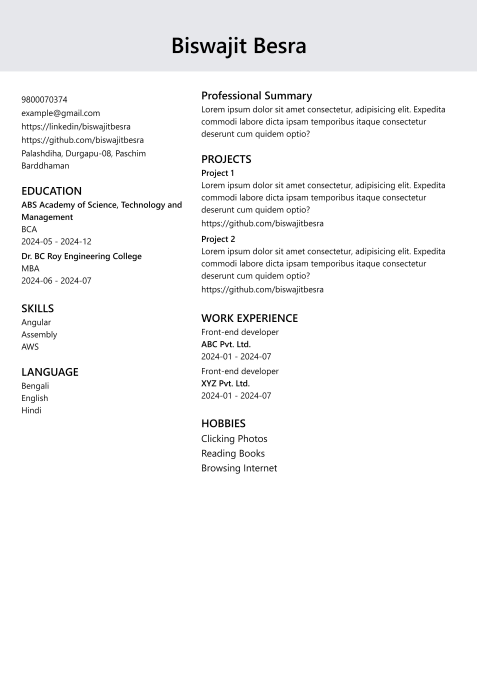 Biswajit Besra
9800070374
example@gmail.com
https://linkedin/biswajitbesra
https://github.com/biswajitbesra
Palashdiha, Durgapu-08, Paschim
Barddhaman
EDUCATION
ABS Academy of Science, Technology and
Management
BCA
2024-05 - 2024-12
Dr. BC Roy Engineering College
MBA
2024-06 - 2024-07
SKILLS
Angular
Assembly
AWS
LANGUAGE
Bengali
English
Hindi
Professional Summary
Lorem ipsum dolor sit amet consectetur, adipisicing elit. Expedita
commodi labore dicta ipsam temporibus itaque consectetur
deserunt cum quidem optio?
PROJECTS
Project 1
Lorem ipsum dolor sit amet consectetur, adipisicing elit. Expedita
commodi labore dicta ipsam temporibus itaque consectetur
deserunt cum quidem optio?
https://github.com/biswajitbesra
Project 2
Lorem ipsum dolor sit amet consectetur, adipisicing elit. Expedita
commodi labore dicta ipsam temporibus itaque consectetur
deserunt cum quidem optio?
https://github.com/biswajitbesra
WORK EXPERIENCE
Front-end developer
ABC Pvt. Ltd.
2024-01 - 2024-07
Front-end developer
XYZ Pvt. Ltd.
2024-01 - 2024-07
HOBBIES
Clicking Photos
Reading Books
Browsing Internet